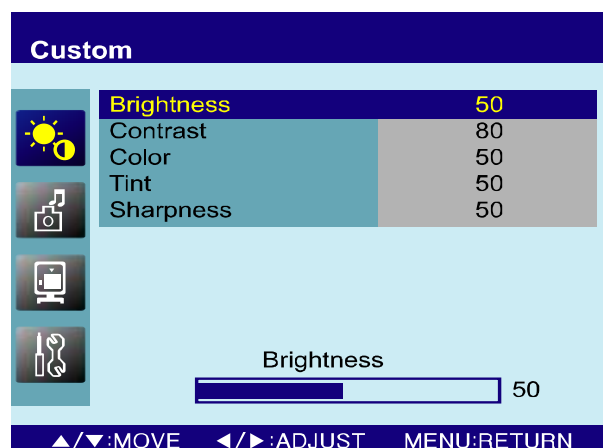 Custom
Brightness 50
Contrast 80
Color 50
Tint 50
Sharpness 50
Brightness
50
▲/▼:MOVE ◀/▶:ADJUST MENU:RETURN